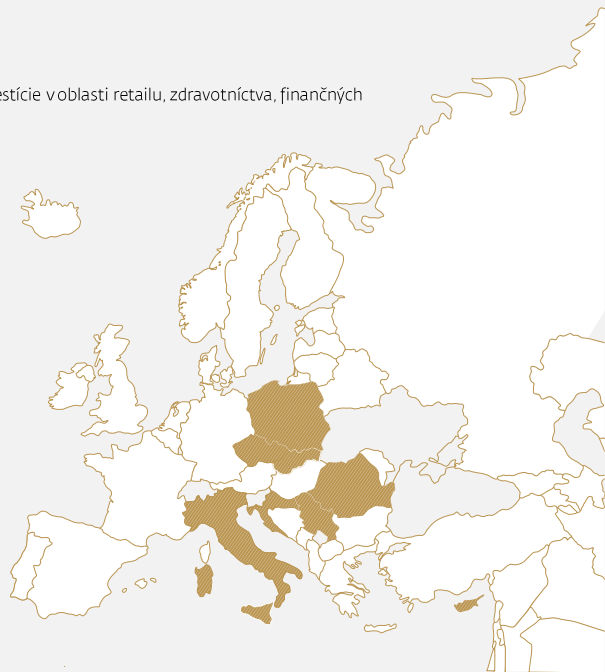 estície v oblasti retailu, zdravotníctva, finančných